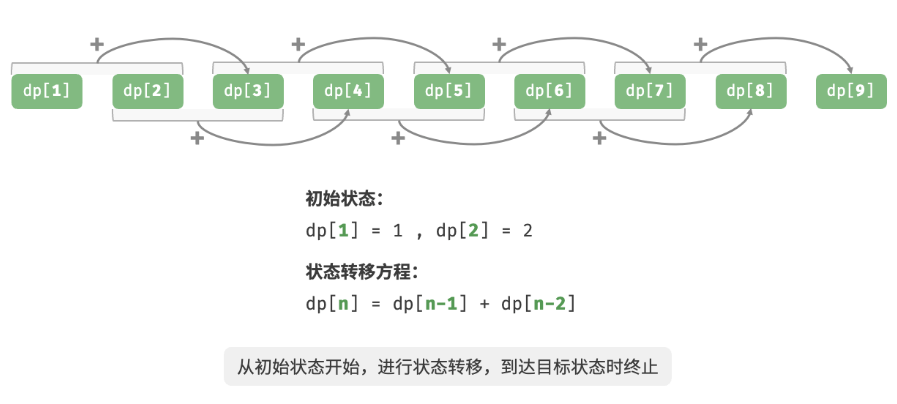 + + + +
dp[1] dp[2] dp[3] dp[4] dp[5] dp[6] dp[7] dp[8] dp[9]
+ + +
初始状态：
dp[1] = 1 , dp[2] = 2
状态转移方程：
dp[n] = dp[n-1] + dp[n-2]
从初始状态开始，进行状态转移，到达目标状态时终止